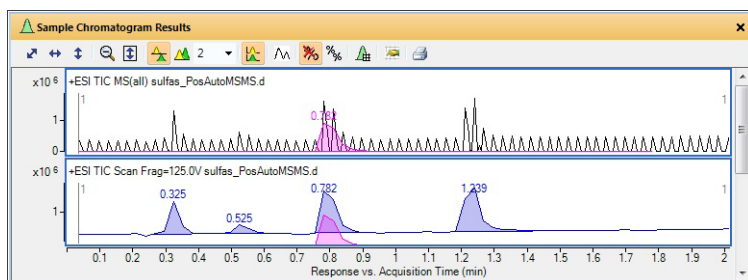 Sample Chromatogram Results
2
x10 6
+ESI TIC MS(all) sulfas_PosAutoMSMS.d
1
1
0.782
1
0
x10 6
+ESI TIC Scan Frag=125.0V sulfas_PosAutoMSMS.d
1
1
0.325
0.525
0.782
1.239
1
0.1 0.2 0.3 0.4 0.5 0.6 0.7 0.8 0.9 1 1.1 1.2 1.3 1.4 1.5 1.6 1.7 1.8 1.9 2
Response vs. Acquisition Time (min)